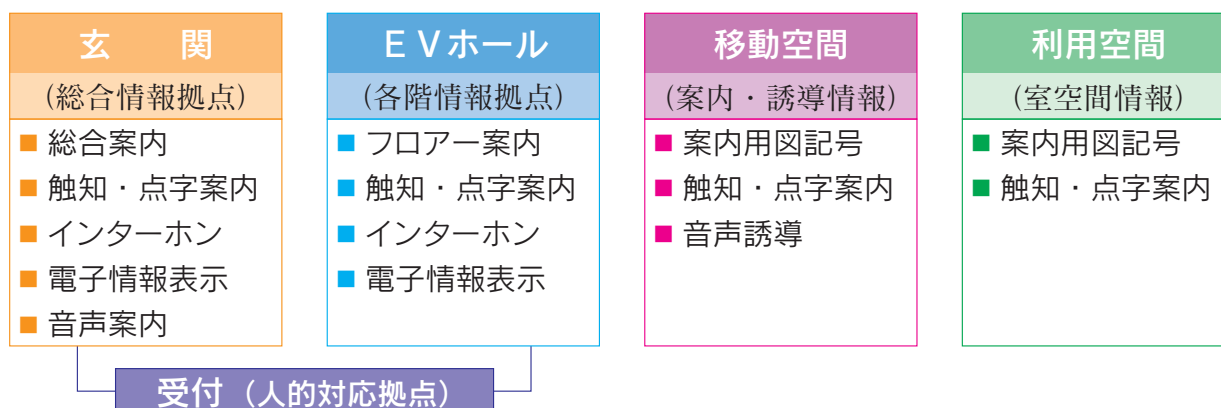 玄　関
（総合情報拠点）
■ 総合案内
■ 触知・点字案内
■ インターホン
■ 電子情報表示
■ 音声案内
ＥＶホール
（各階情報拠点）
■ フロアー案内
■ 触知・点字案内
■ インターホン
■ 電子情報表示
移動空間
（案内・誘導情報）
■ 案内用図記号
■ 触知・点字案内
■ 音声誘導
利用空間
（室空間情報）
■ 案内用図記号
■ 触知・点字案内
受付（人的対応拠点）